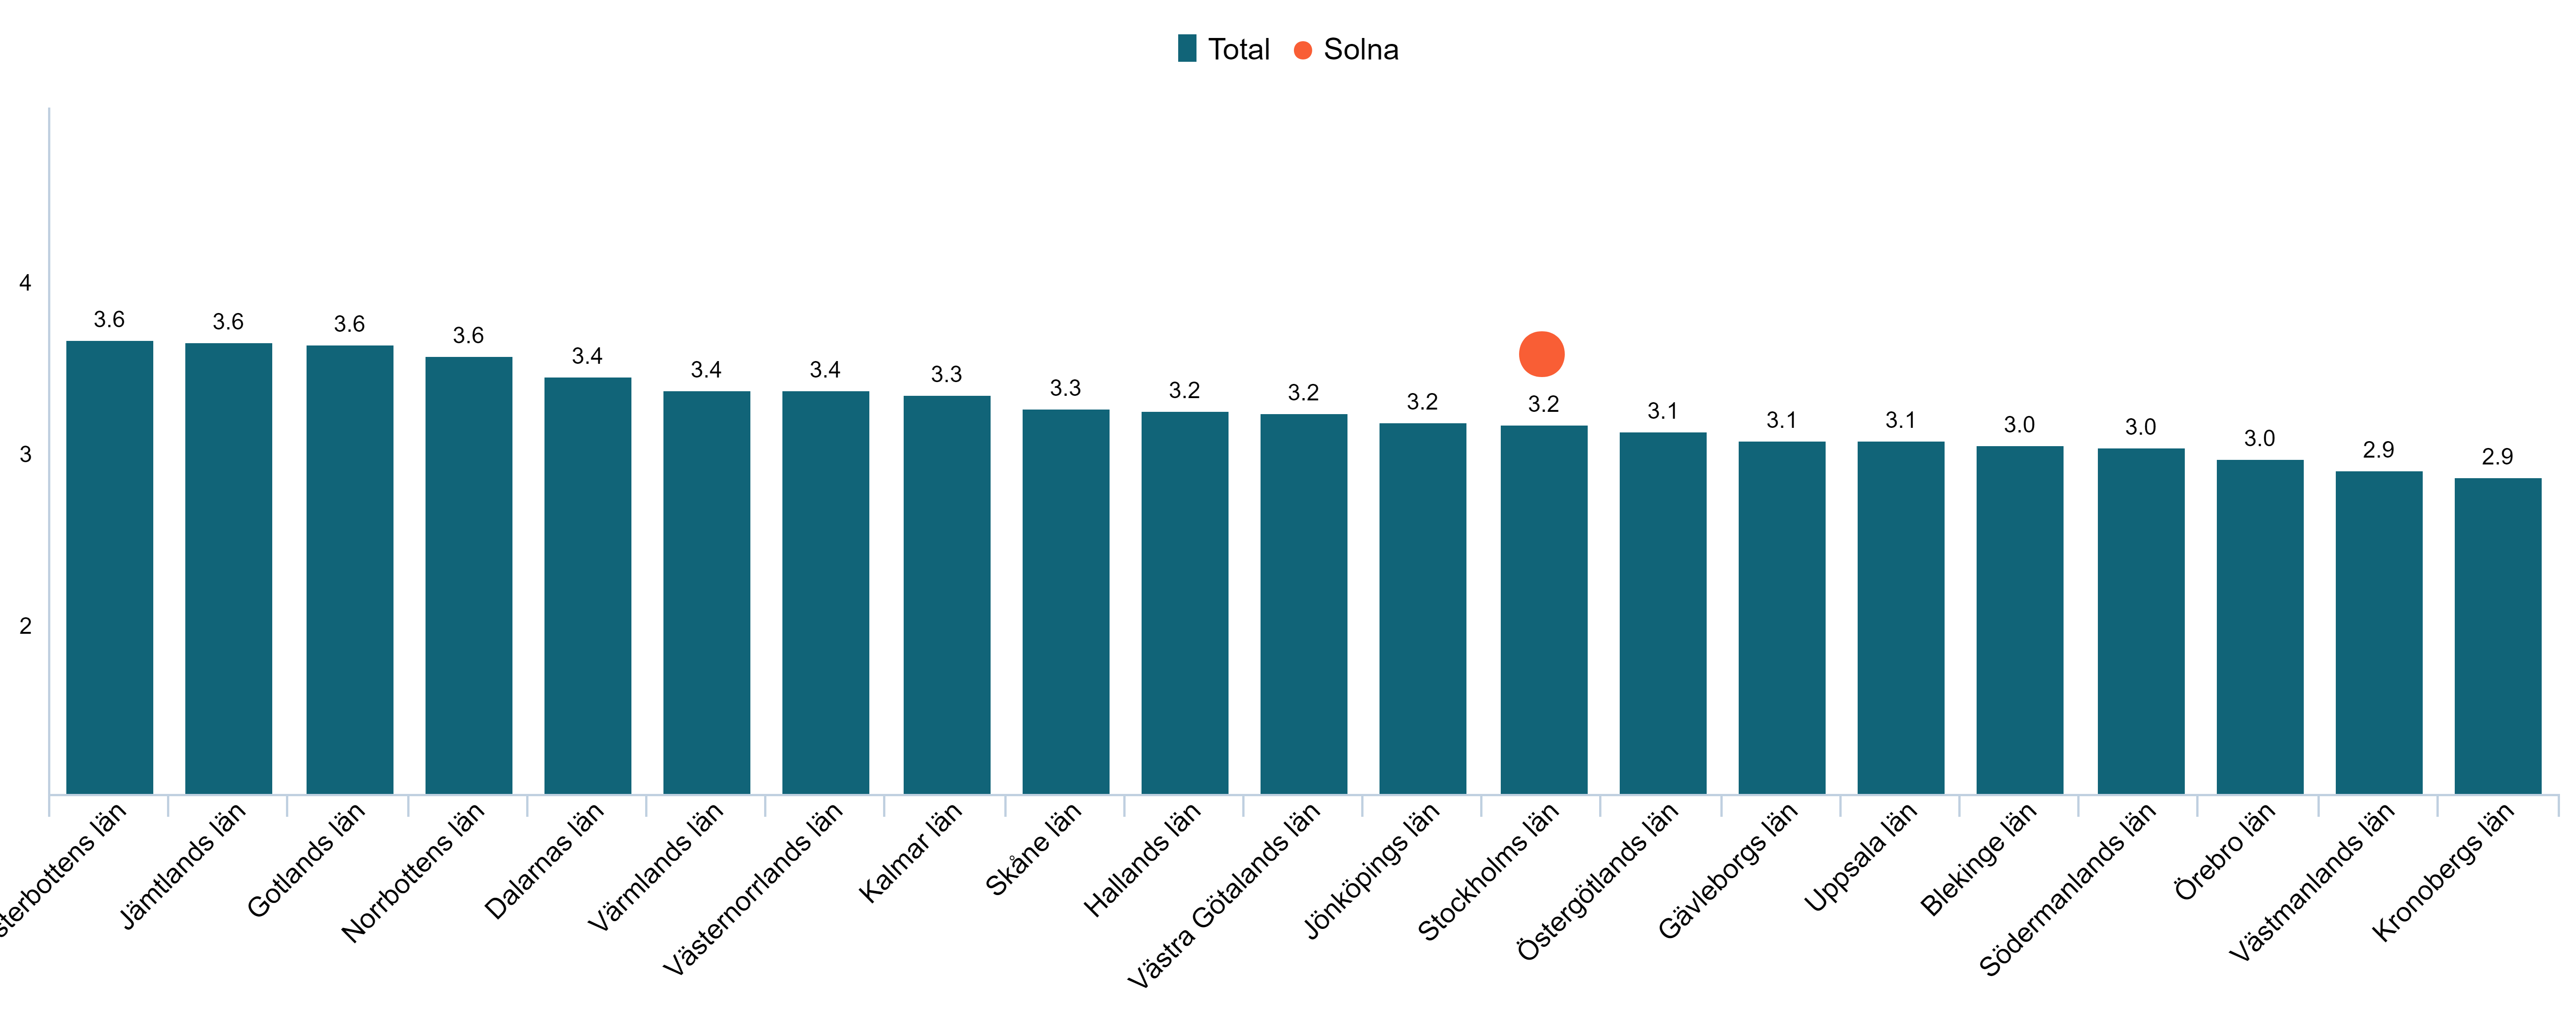 Total Solna
4
3
2
3.6 3.6 3.6 3.6 3.4 3.4 3.4 3.3 3.3 3.2 3.2 3.2 3.2 3.1 3.1 3.1 3.0 3.0 3.0 2.9 2.9
sterbottens län
Jämtlands län
Gotlands län
Norrbottens län
Dalarnas län
Värmlands län
Västernorrlands län
Kalmar län
Skåne län
Hallands län
Västra Götalands län
Jönköpings län
Stockholms län
Östergötlands län
Gävleborgs län
Uppsala län
Blekinge län
Södermanlands län
Örebro län
Västmanlands län
Kronobergs län